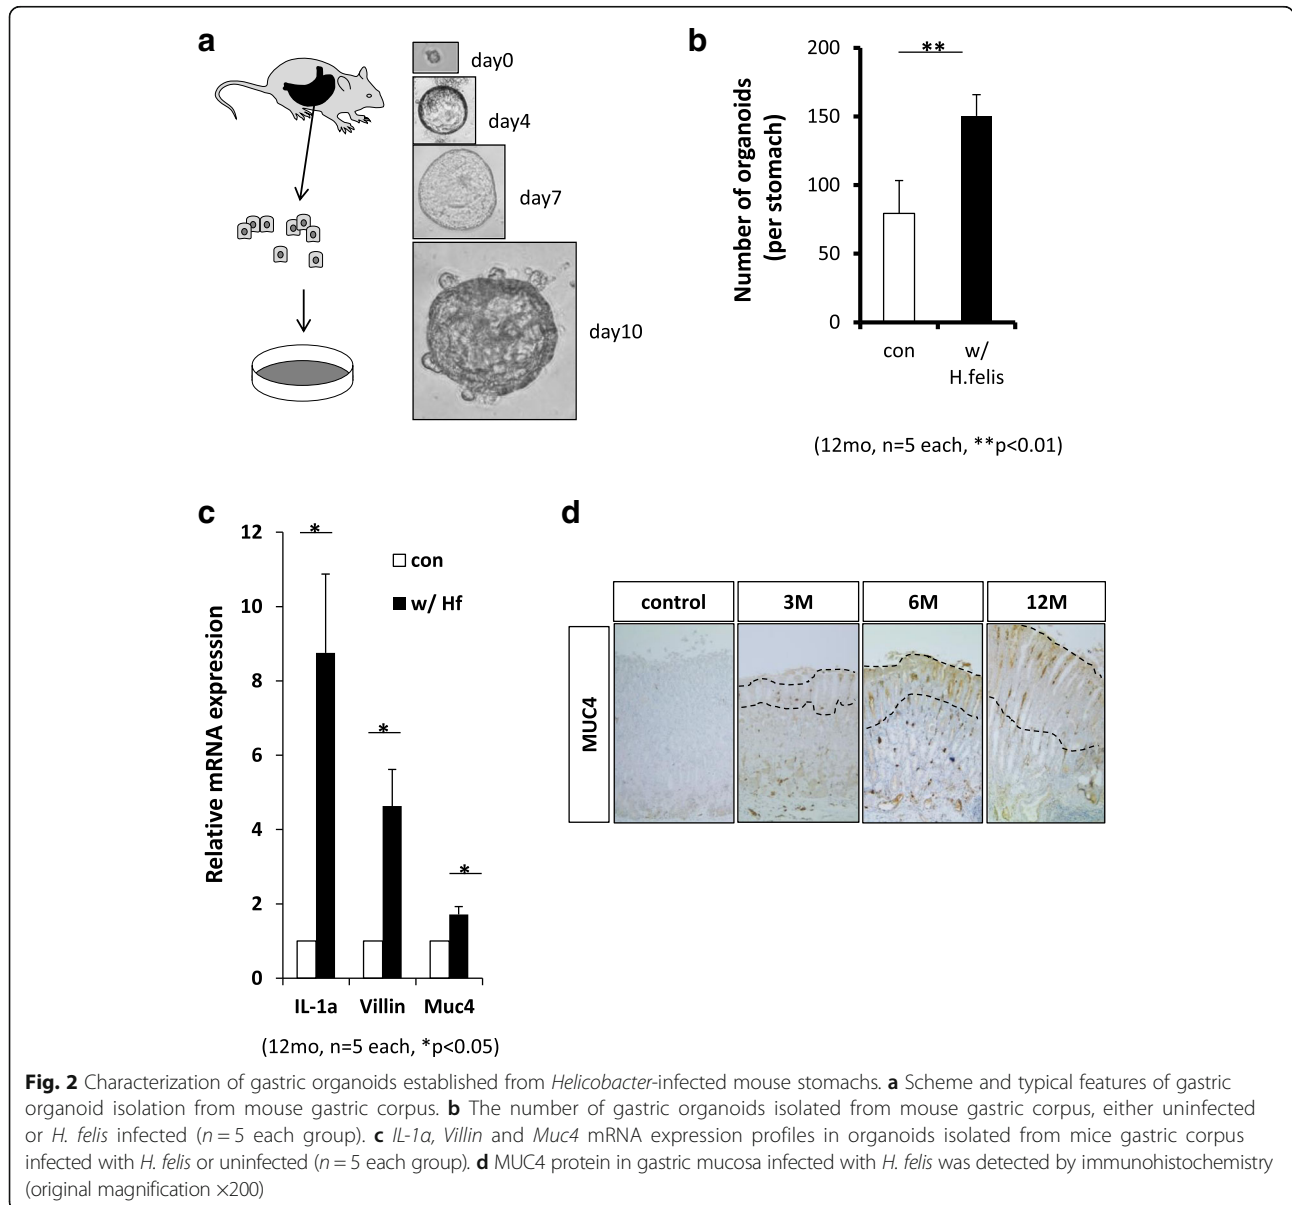 a
day0
day4
day7
day10
b
Number of organoids
(per stomach)
200
150
100
50
0
**
con
w/
H.felis
(12mo, n=5 each, **p<0.01)
c
Relative mRNA expression
12
10
8
6
4
2
0
*
*
*
con
w/ Hf
IL-1a Villin Muc4
(12mo, n=5 each, *p<0.05)
d
control 3M 6M 12M
MUC4
Fig. 2 Characterization of gastric organoids established from Helicobacter-infected mouse stomachs. a Scheme and typical features of gastric
organoid isolation from mouse gastric corpus. b The number of gastric organoids isolated from mouse gastric corpus, either uninfected
or H. felis infected (n = 5 each group). c IL-1α, Villin and Muc4 mRNA expression profiles in organoids isolated from mice gastric corpus
infected with H. felis or uninfected (n = 5 each group). d MUC4 protein in gastric mucosa infected with H. felis was detected by immunohistochemistry
(original magnification ×200)